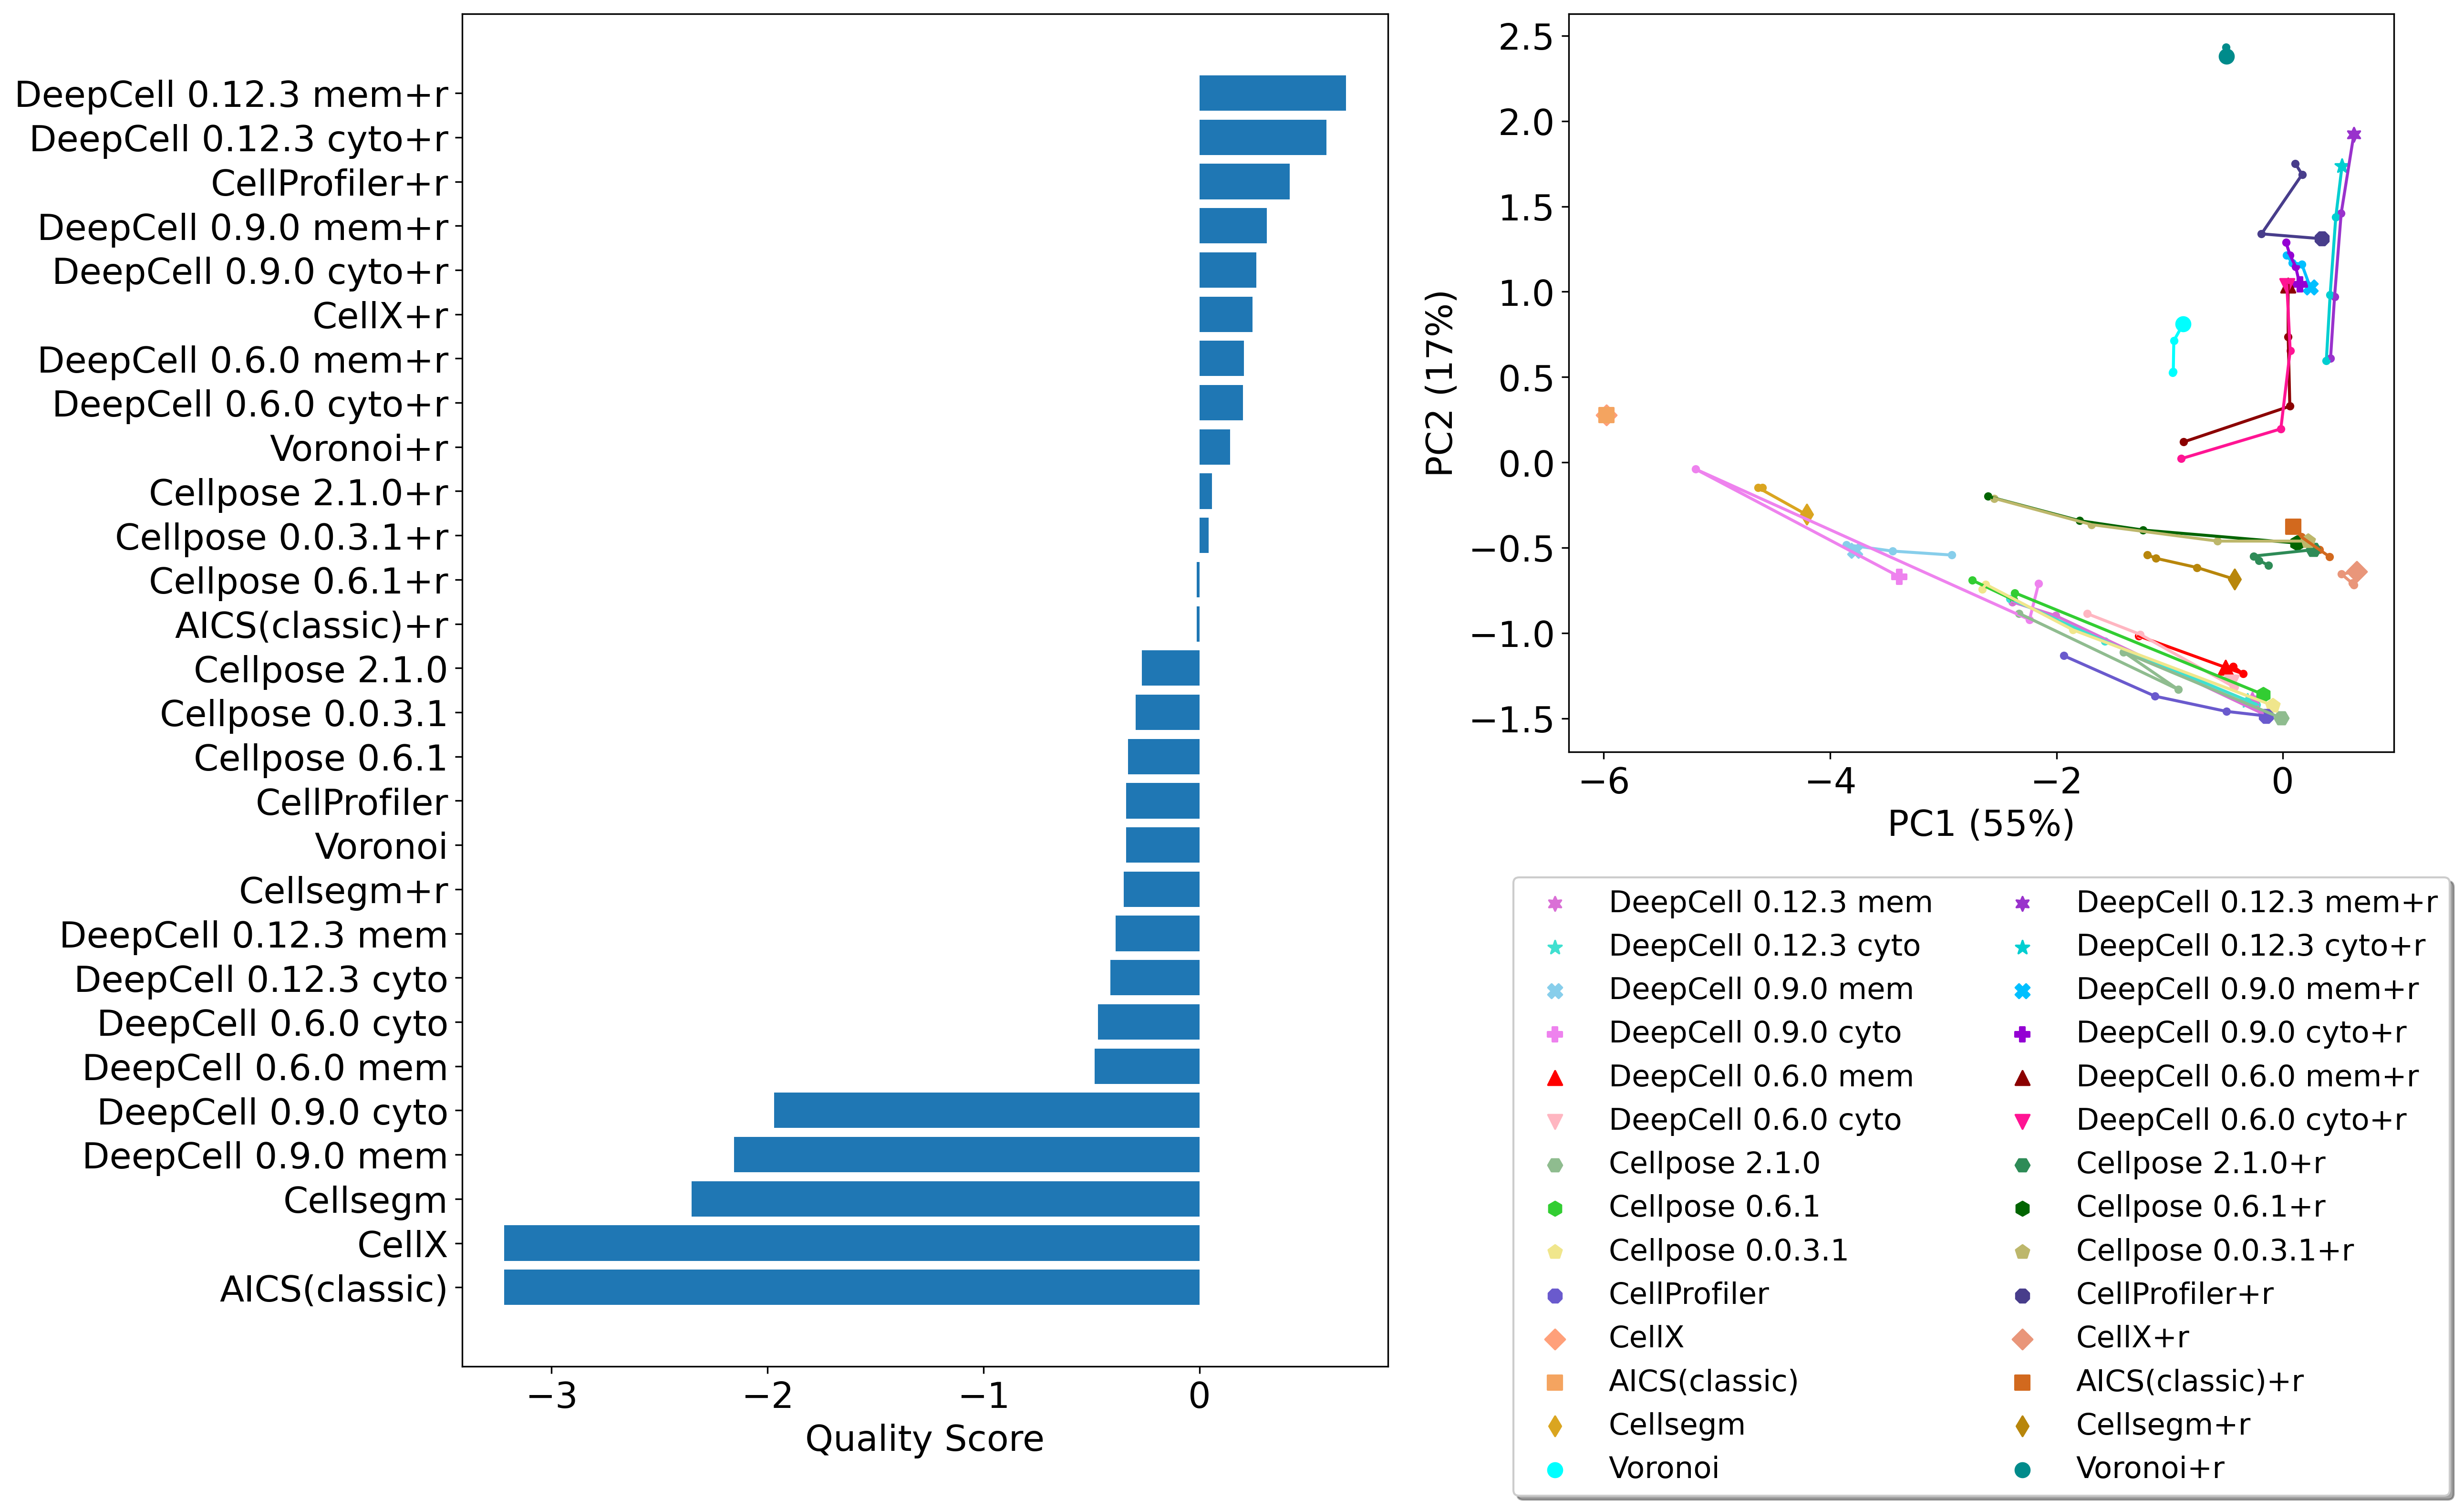 DeepCell 0.12.3 mem+r
DeepCell 0.12.3 cyto+r
CellProfiler+r
DeepCell 0.9.0 mem+r
DeepCell 0.9.0 cyto+r
CellX+r
DeepCell 0.6.0 mem+r
DeepCell 0.6.0 cyto+r
Voronoi+r
Cellpose 2.1.0+r
Cellpose 0.0.3.1+r
Cellpose 0.6.1+r
AICS(classic)+r
Cellpose 2.1.0
Cellpose 0.0.3.1
Cellpose 0.6.1
CellProfiler
Voronoi
Cellsegm+r
DeepCell 0.12.3 mem
DeepCell 0.12.3 cyto
DeepCell 0.6.0 cyto
DeepCell 0.6.0 mem
DeepCell 0.9.0 cyto
DeepCell 0.9.0 mem
Cellsegm
CellX
AICS(classic)
−3 −2 −1 0
Quality Score
PC2 (17%)
2.5
2.0
1.5
1.0
0.5
0.0
−0.5
−1.0
−1.5
−6 −4 −2 0
PC1 (55%)
DeepCell 0.12.3 mem
DeepCell 0.12.3 cyto
DeepCell 0.9.0 mem
DeepCell 0.9.0 cyto
DeepCell 0.6.0 mem
DeepCell 0.6.0 cyto
Cellpose 2.1.0
Cellpose 0.6.1
Cellpose 0.0.3.1
CellProfiler
CellX
AICS(classic)
Cellsegm
Voronoi
DeepCell 0.12.3 mem+r
DeepCell 0.12.3 cyto+r
DeepCell 0.9.0 mem+r
DeepCell 0.9.0 cyto+r
DeepCell 0.6.0 mem+r
DeepCell 0.6.0 cyto+r
Cellpose 2.1.0+r
Cellpose 0.6.1+r
Cellpose 0.0.3.1+r
CellProfiler+r
CellX+r
AICS(classic)+r
Cellsegm+r
Voronoi+r